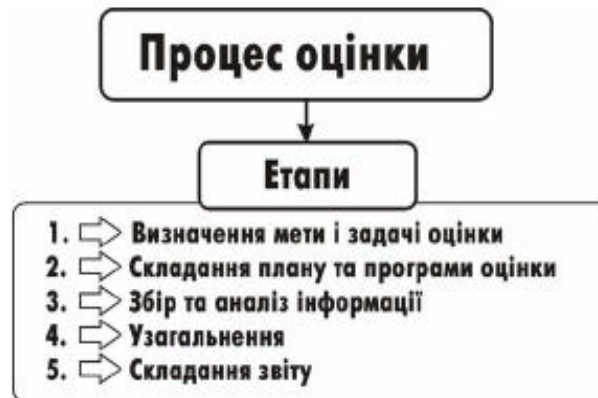 Процес оцінки
Етапи
1. Визначення мети і задачі оцінки
2. Складання плану та програми оцінки
3. Збір та аналіз інформації
4. Узагальнення
5. Складання звіту